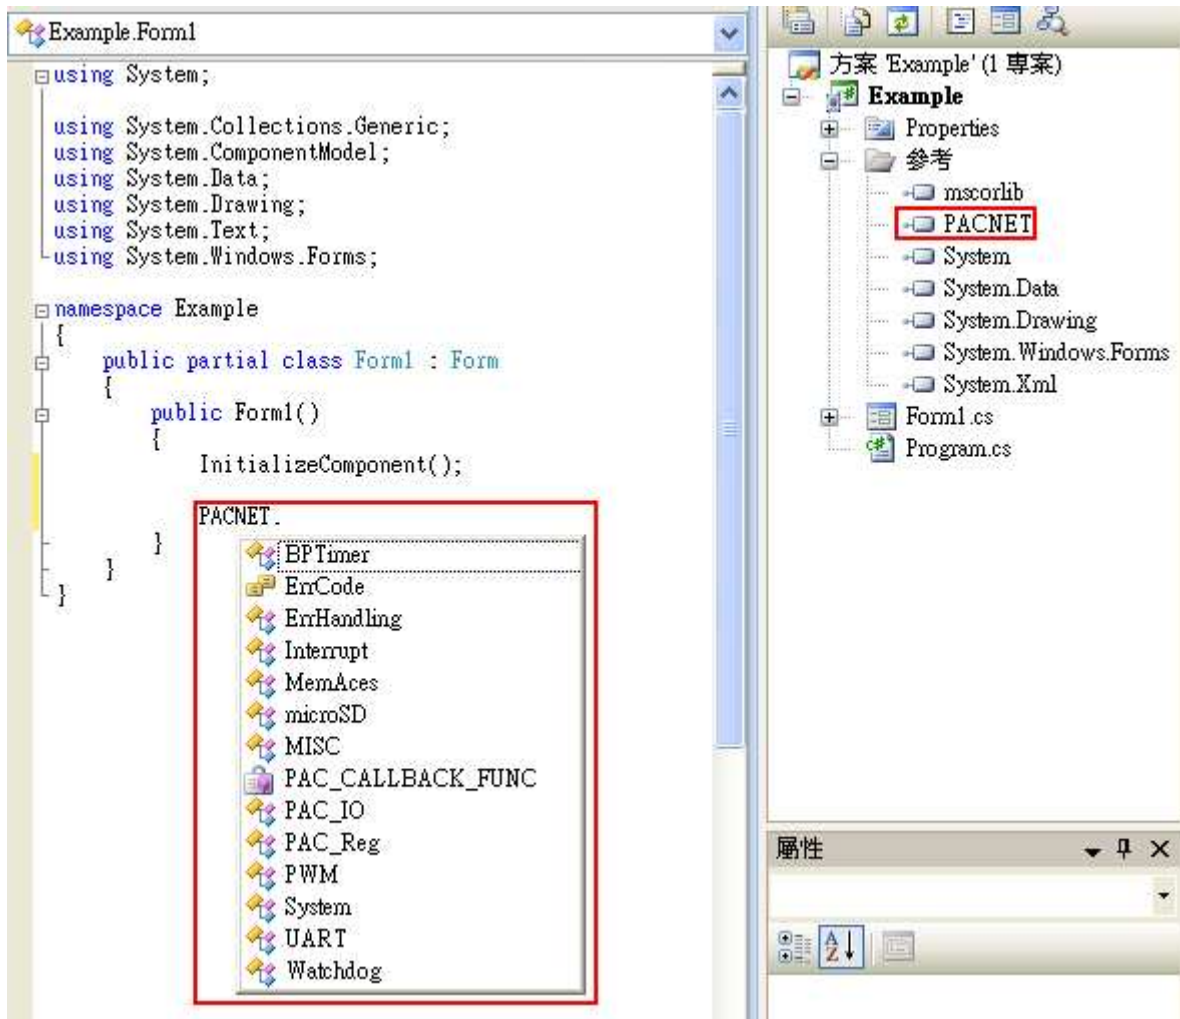 Example.Form1
using System;
using System.Collections.Generic;
using System.ComponentModel;
using System.Data;
using System.Drawing;
using System.Text;
using System.Windows.Forms;
namespace Example
{
public partial class Form1 : Form
{
public Form1()
{
InitializeComponent();
PACNET.
}
}
}
BPTimer
ErrCode
ErrHandling
Interrupt
MemAces
microSD
MISC
PAC_CALLBACK_FUNC
PAC_IO
PAC_Reg
PWM
System
UART
Watchdog
方案 'Example' (1 專案)
Example
Properties
參考
mscorlib
PACNET
System
System.Data
System.Drawing
System.Windows.Forms
System.Xml
Form1.cs
Program.cs
屬性